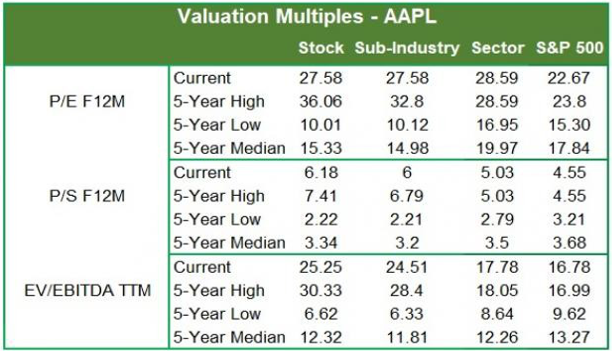 Valuation Multiples - AAPL
Stock Sub-Industry Sector S&P 500
Current 27.58 27.58 28.59 22.67
P/E F12M 5-Year High 36.06 32.8 28.59 23.8
5-Year Low 10.01 10.12 16.95 15.30
5-Year Median 15.33 14.98 19.97 17.84
Current 6.18 6 5.03 4.55
P/S F12M 5-Year High 7.41 6.79 5.03 4.55
5-Year Low 2.22 2.21 2.79 3.21
5-Year Median 3.34 3.2 3.5 3.68
Current 25.25 24.51 17.78 16.78
EV/EBITDA TTM 5-Year High 30.33 28.4 18.05 16.99
5-Year Low 6.62 6.33 8.64 9.62
5-Year Median 12.32 11.81 12.26 13.27